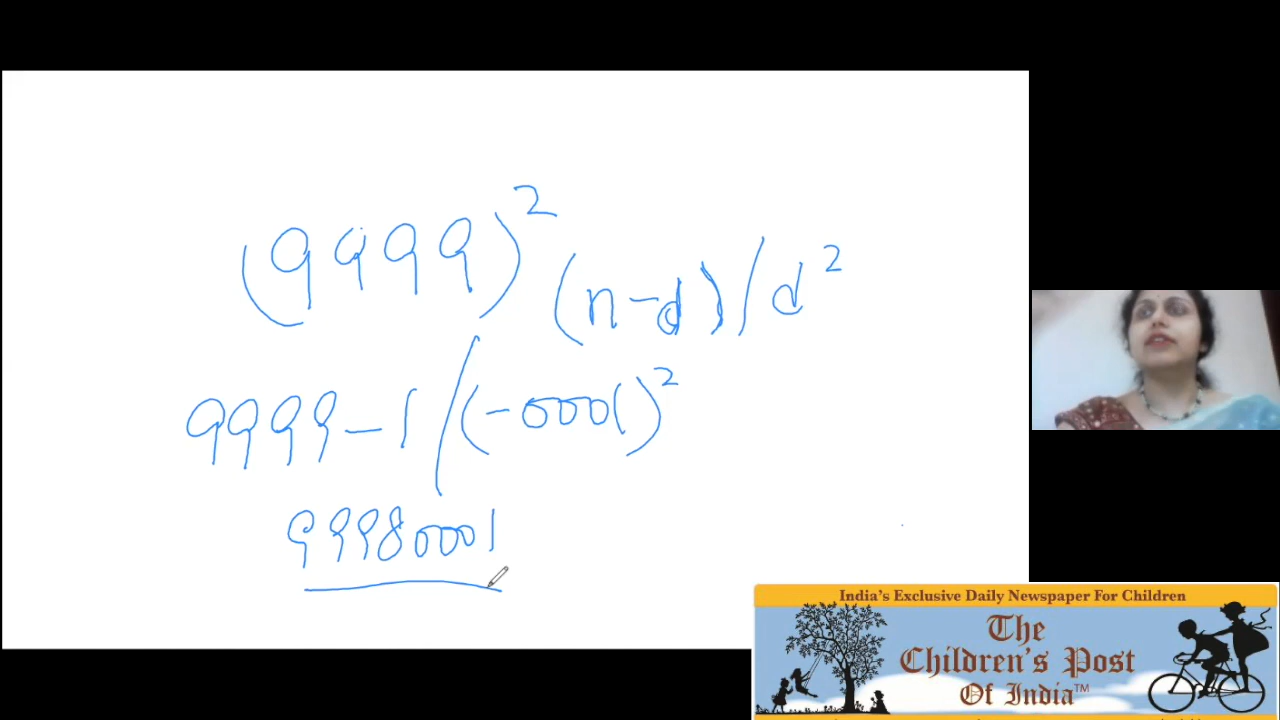 (9999)²
(n-d)/d²
9999-1/(-0001)²
99980001
India's Exclusive Daily Newspaper For Children
The
Children's Post
Of India™